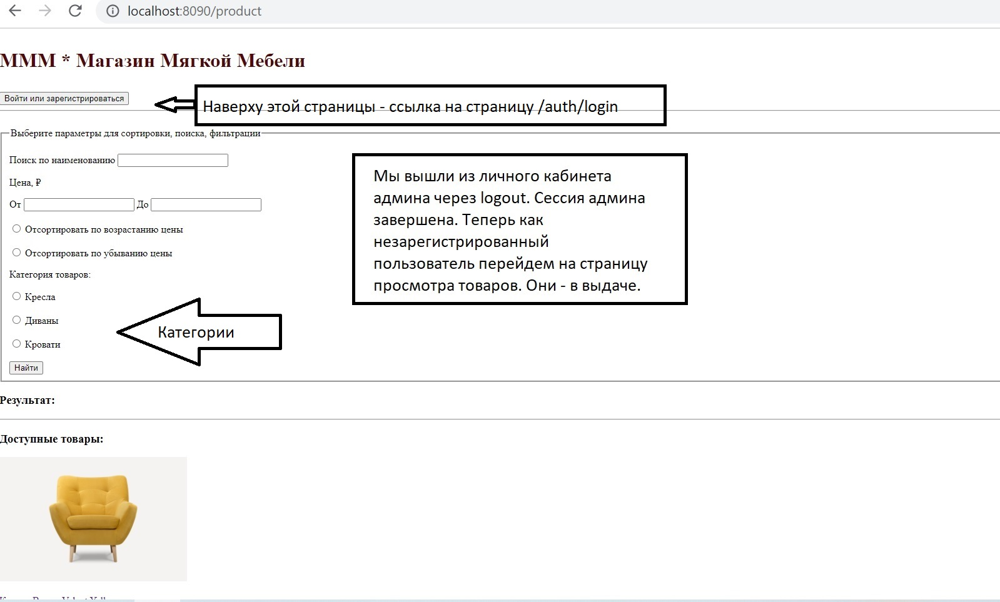 localhost:8090/product
МММ * Магазин Мягкой Мебели
Войти или зарегистрироваться
Наверху этой страницы - ссылка на страницу /auth/login
Выберите параметры для сортировки, поиска, фильтрации
Поиск по наименованию
Цена, ₽
От До
Отсортировать по возрастанию цены
Отсортировать по убыванию цены
Категория товаров:
Кресла
Диваны
Кровати
Найти
Мы вышли из личного кабинета
админа через logout. Сессия админа
завершена. Теперь как
незарегистрированный
пользователь перейдем на страницу
просмотра товаров. Они - в выдаче.
Категории
Результат:
Доступные товары: